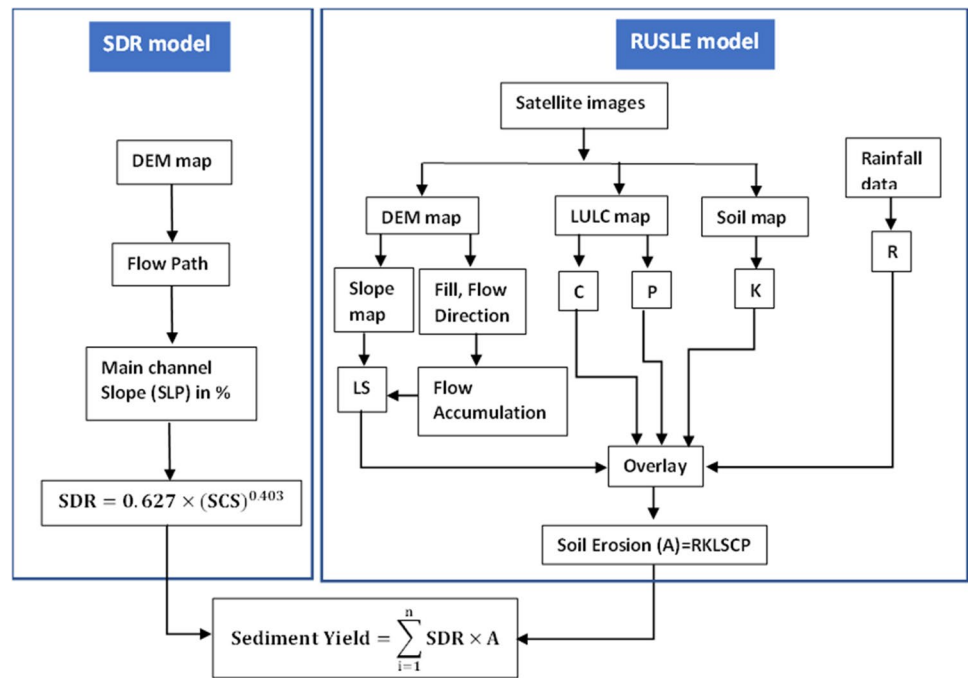 SDR model
DEM map
Flow Path
Main channel
Slope (SLP) in %
SDR = 0.627 × (SCS)^0.403
RUSLE model
Satellite images
Rainfall
data
DEM map
LULC map
Soil map
R
Slope
map
Fill, Flow
Direction
C
P
K
LS
Flow
Accumulation
Overlay
Soil Erosion (A)=RKLSCP
Sediment Yield = ∑_{i=1}^{n} SDR × A